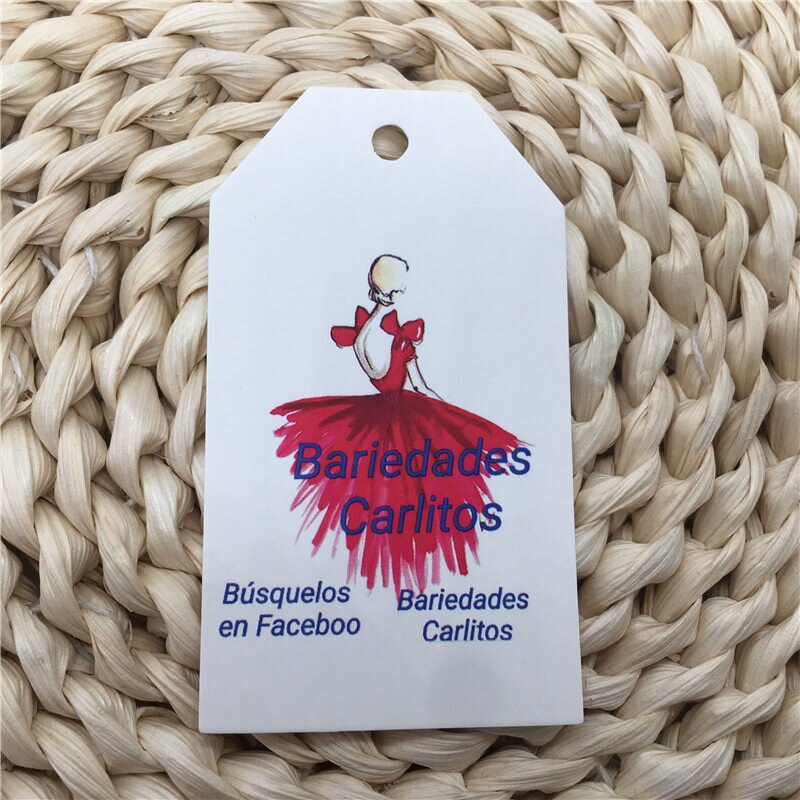 Bariedades
Carlitos
Búsquelos
en Faceboo
Bariedades
Carlitos